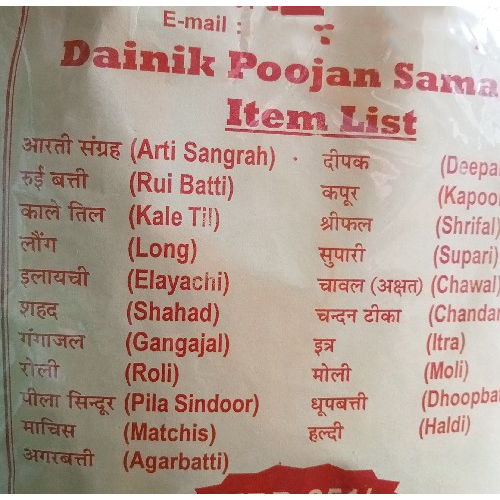 E-mail :
Dainik Poojan Sama
Item List
आरती संग्रह (Arti Sangrah)
रुई बत्ती (Rui Batti)
काले तिल (Kale Til)
लौंग (Long)
इलायची (Elayachi)
शहद (Shahad)
गंगाजल (Gangajal)
रोली (Roli)
पीला सिन्दूर (Pila Sindoor)
माचिस (Matchis)
अगरबत्ती (Agarbatti)
दीपक (Deepa
कपूर (Kapoo
श्रीफल (Shrifal)
सुपारी (Supari)
चावल (अक्षत) (Chawal)
चन्दन टीका (Chandan
इत्र (Itra)
मोली (Moli)
धूपबत्ती (Dhoopba
हल्दी (Haldi)